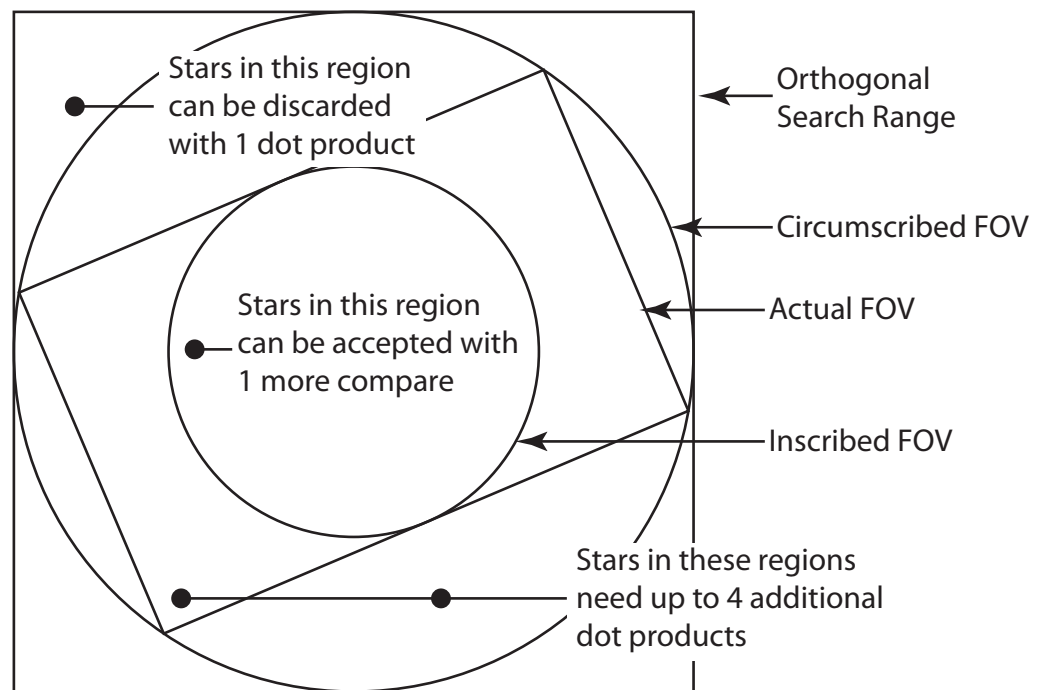 Stars in this region
can be discarded
with 1 dot product
Orthogonal
Search Range
Circumscribed FOV
Actual FOV
Stars in this region
can be accepted with
1 more compare
Inscribed FOV
Stars in these regions
need up to 4 additional
dot products